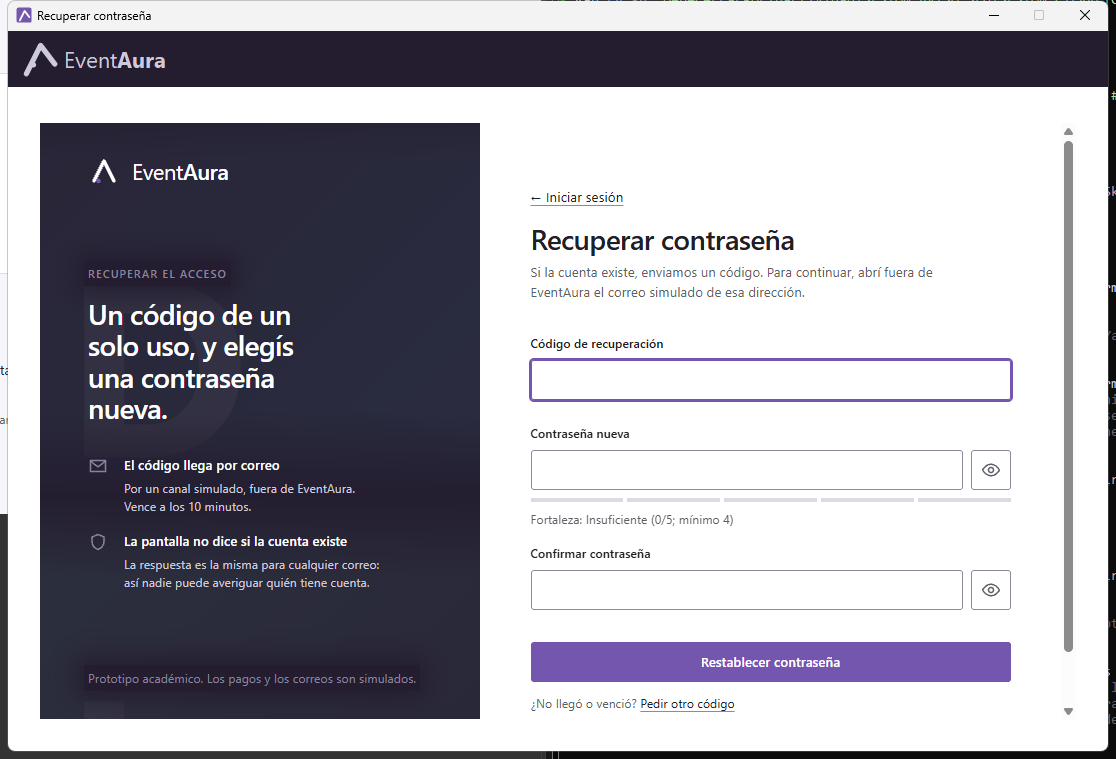 Recuperar contraseña
EventAura
EventAura
RECUPERAR EL ACCESO
Un código de un
solo uso, y elegís
una contraseña
nueva.
El código llega por correo
Por un canal simulado, fuera de EventAura.
Vence a los 10 minutos.
La pantalla no dice si la cuenta existe
La respuesta es la misma para cualquier correo:
así nadie puede averiguar quién tiene cuenta.
Prototipo académico. Los pagos y los correos son simulados.
← Iniciar sesión
Recuperar contraseña
Si la cuenta existe, enviamos un código. Para continuar, abrí fuera de
EventAura el correo simulado de esa dirección.
Código de recuperación
Contraseña nueva
Fortaleza: Insuficiente (0/5; mínimo 4)
Confirmar contraseña
Restablecer contraseña
¿No llegó o venció? Pedir otro código